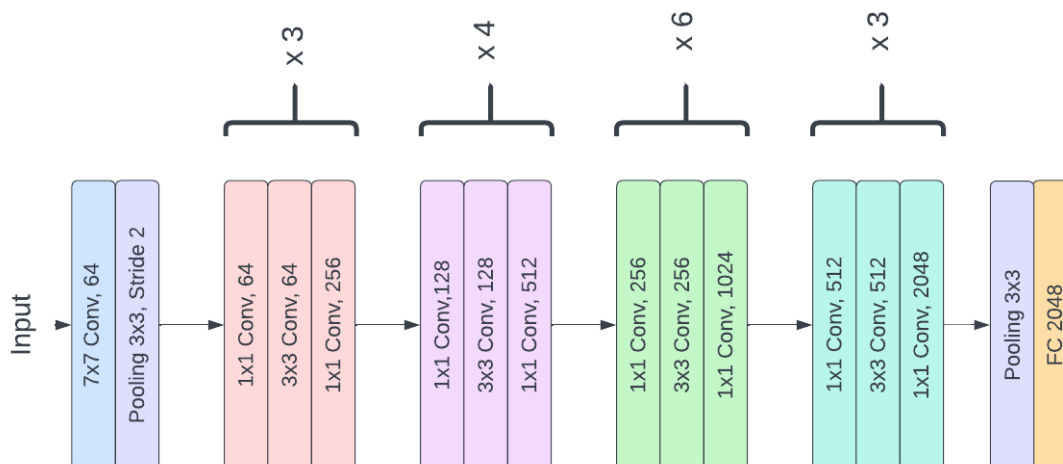 x 3
x 4
x 6
x 3
Input
7x7 Conv, 64
Pooling 3x3, Stride 2
1x1 Conv, 64
3x3 Conv, 64
1x1 Conv, 256
1x1 Conv,128
3x3 Conv, 128
1x1 Conv, 512
1x1 Conv, 256
3x3 Conv, 256
1x1 Conv, 1024
1x1 Conv, 512
3x3 Conv, 512
1x1 Conv, 2048
Pooling 3x3
FC 2048